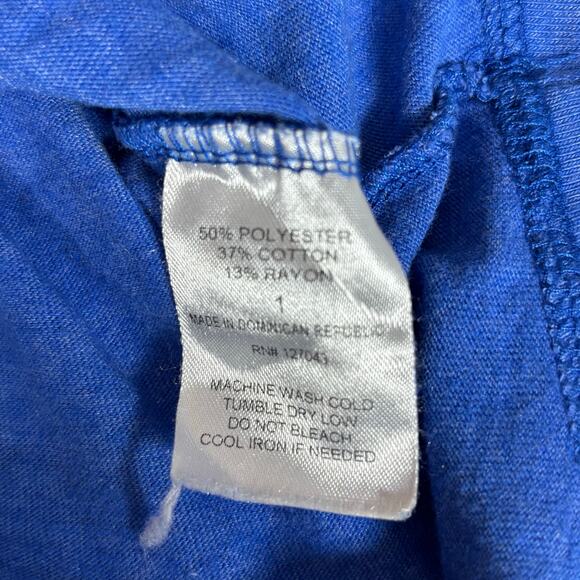 50% POLYESTER
37% COTTON
13% RAYON
1
MADE IN DOMINICAN REPUBLIC
RN# 127043
MACHINE WASH COLD
TUMBLE DRY LOW
DO NOT BLEACH
COOL IRON IF NEEDED